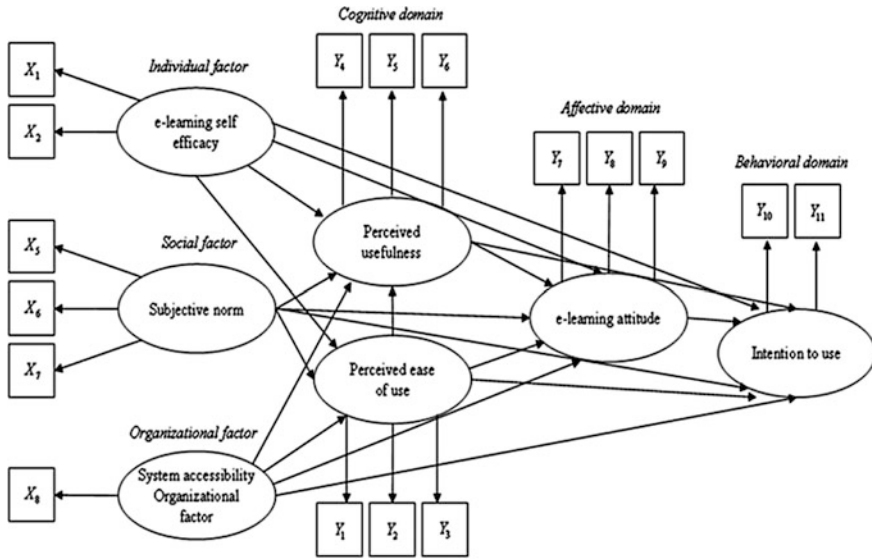 Cognitive domain
X1
Individual factor
Y4
Y5
Y6
Affective domain
X2
e-learning self
efficacy
Y7
Y8
Y9
Behavioral domain
Y10
Y11
Social factor
Perceived
usefulness
X5
X6
Subjective norm
e-learning attitude
X7
Intention to use
Perceived ease
of use
Organizational factor
X8
System accessibility
Organizational
factor
Y1
Y2
Y3